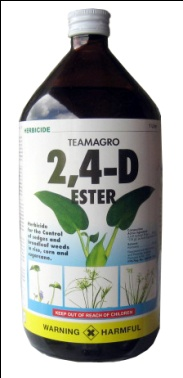 HERBICIDE
TEAMAGRO
2,4-D
ESTER
Herbicide
for the Control
of sedges and
broadleaf weeds
in rice, corn and
sugarcane.
KEEP OUT OF REACH OF CHILDREN
WARNING HARMFUL